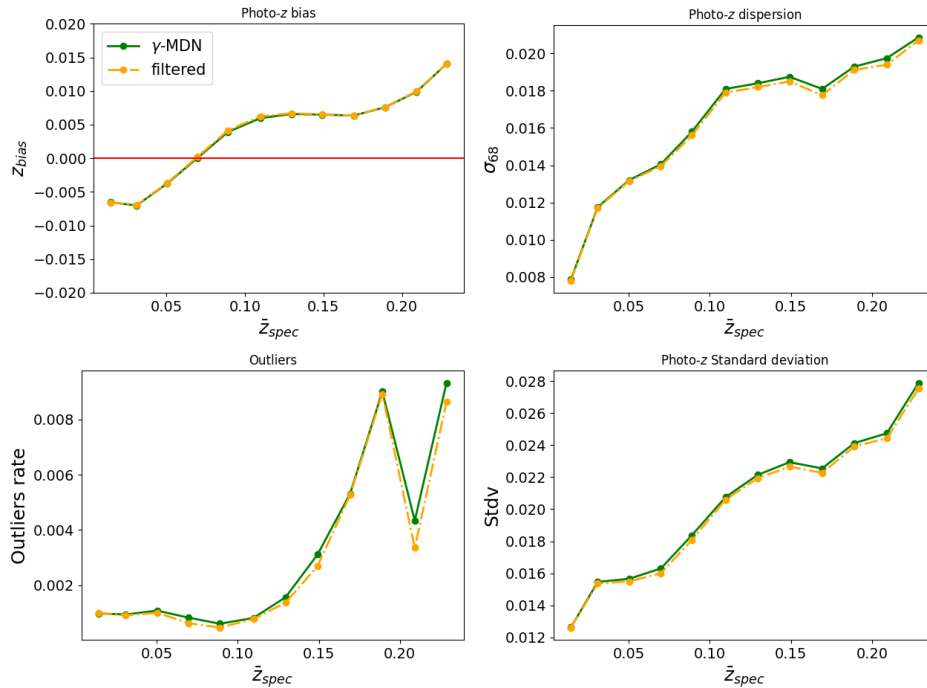 Photo-z bias
0.020
0.015
0.010
0.005
0.000
−0.005
−0.010
−0.015
−0.020
z_bias
γ-MDN
filtered
0.05 0.10 0.15 0.20
z̄_spec
Photo-z dispersion
0.020
0.018
0.016
0.014
0.012
0.010
0.008
σ_68
0.05 0.10 0.15 0.20
z̄_spec
Outliers
0.008
0.006
0.004
0.002
Outliers rate
0.05 0.10 0.15 0.20
z̄_spec
Photo-z Standard deviation
0.028
0.026
0.024
0.022
0.020
0.018
0.016
0.014
0.012
Stdv
0.05 0.10 0.15 0.20
z̄_spec